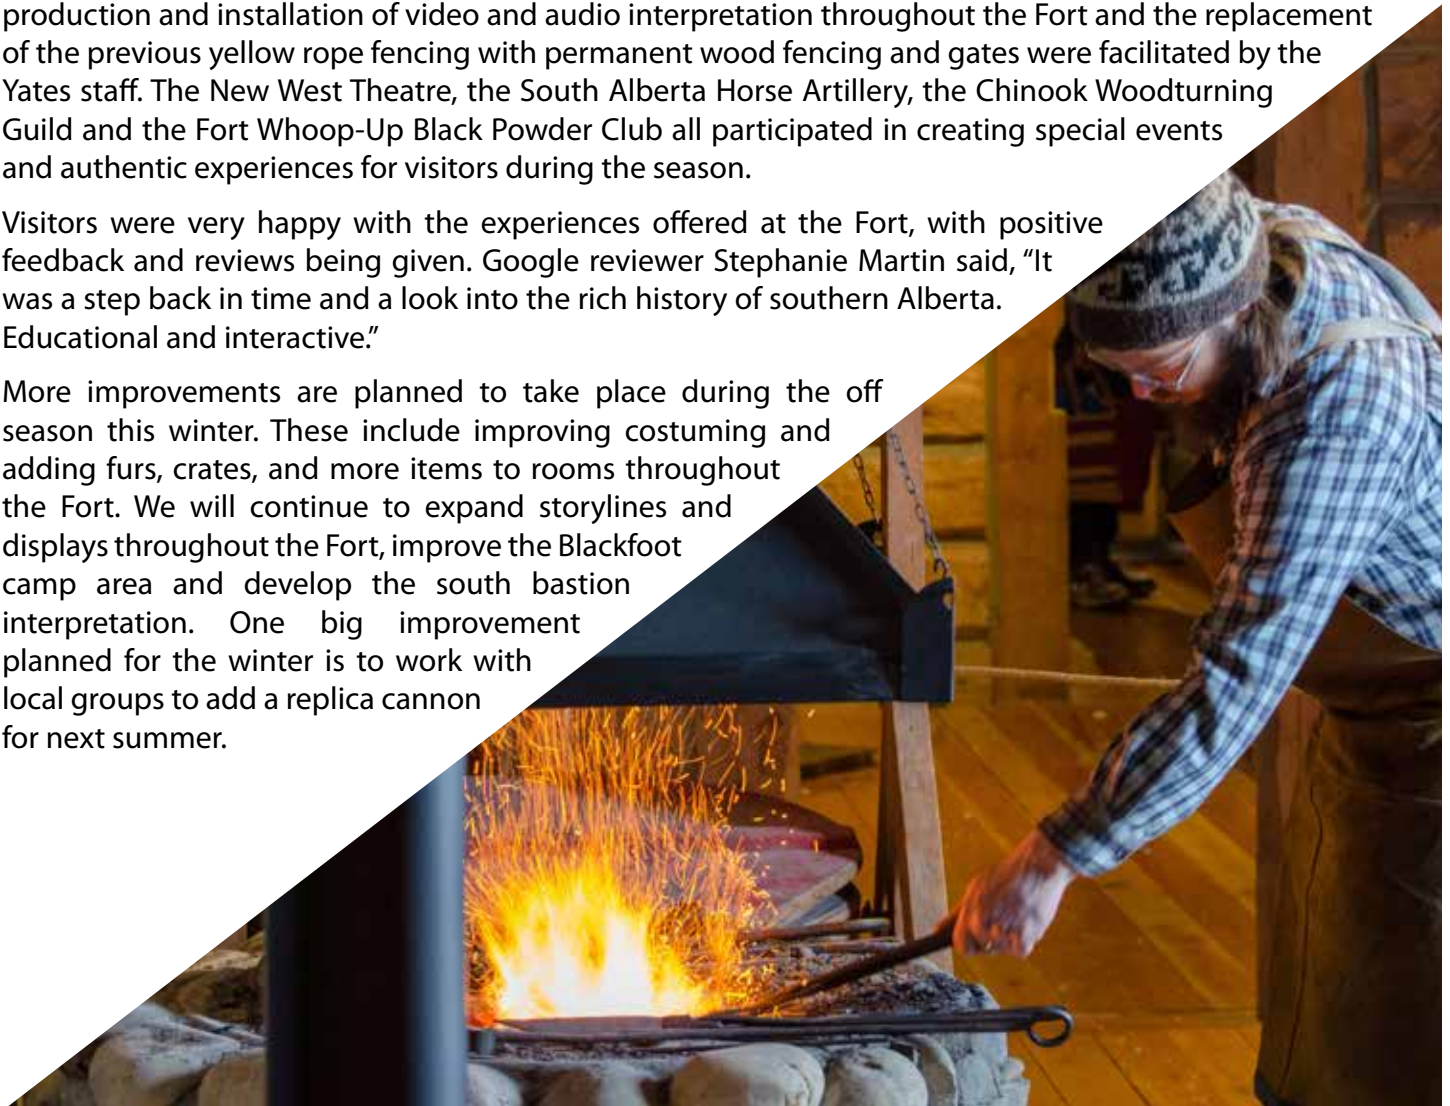 production and installation of video and audio interpretation throughout the Fort and the replacement
of the previous yellow rope fencing with permanent wood fencing and gates were facilitated by the
Yates staff. The New West Theatre, the South Alberta Horse Artillery, the Chinook Woodturning
Guild and the Fort Whoop-Up Black Powder Club all participated in creating special events
and authentic experiences for visitors during the season.
Visitors were very happy with the experiences offered at the Fort, with positive
feedback and reviews being given. Google reviewer Stephanie Martin said, “It
was a step back in time and a look into the rich history of southern Alberta.
Educational and interactive.”
More improvements are planned to take place during the off
season this winter. These include improving costuming and
adding furs, crates, and more items to rooms throughout
the Fort. We will continue to expand storylines and
displays throughout the Fort, improve the Blackfoot
camp area and develop the south bastion
interpretation. One big improvement
planned for the winter is to work with
local groups to add a replica cannon
for next summer.